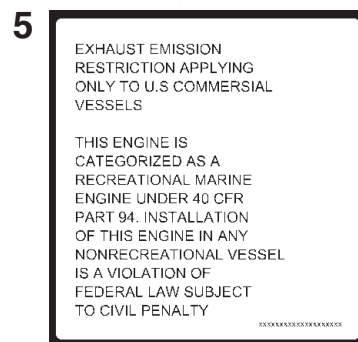 5
EXHAUST EMISSION
RESTRICTION APPLYING
ONLY TO U.S COMMERSIAL
VESSELS
THIS ENGINE IS
CATEGORIZED AS A
RECREATIONAL MARINE
ENGINE UNDER 40 CFR
PART 94. INSTALLATION
OF THIS ENGINE IN ANY
NONRECREATIONAL VESSEL
IS A VIOLATION OF
FEDERAL LAW SUBJECT
TO CIVIL PENALTY